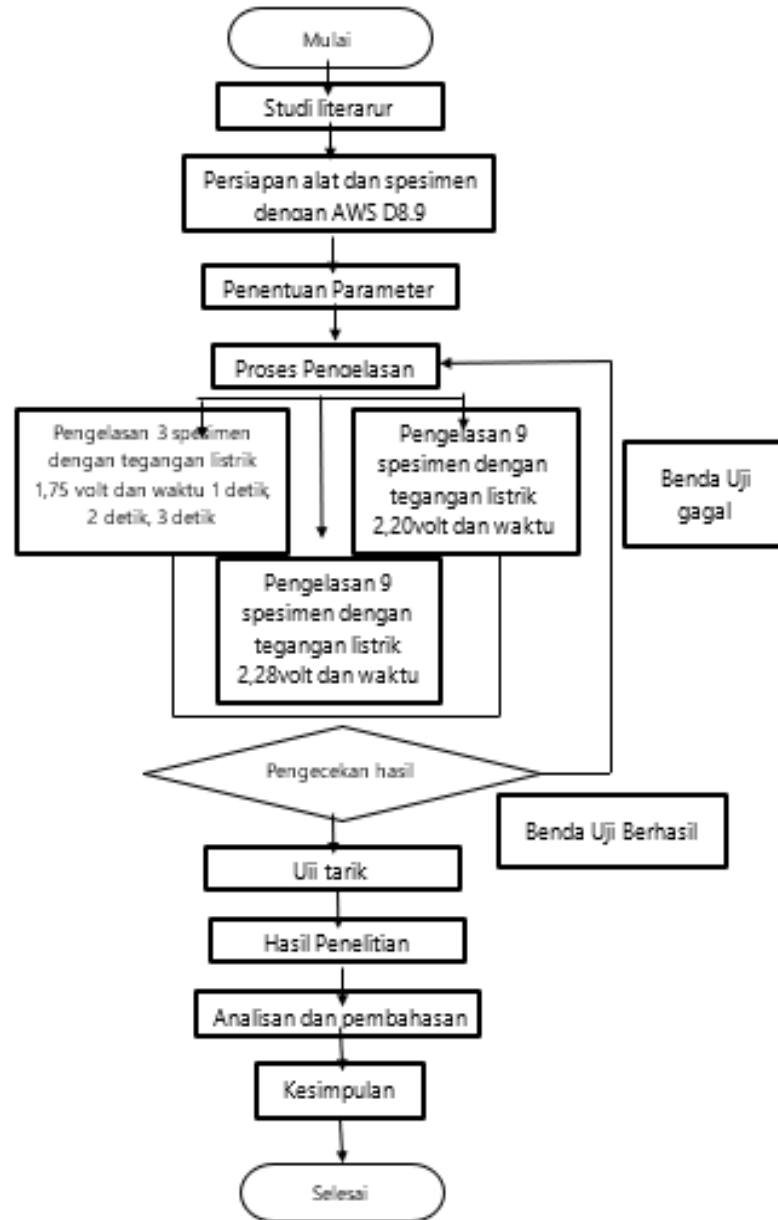 Mulai
Studi literarur
Persiapan alat dan spesimen
dengan AWS D8.9
Penentuan Parameter
Proses Pengelasan
Pengelasan 3 spesimen
dengan tegangan listrik
1,75 volt dan waktu 1 detik,
2 detik, 3 detik
Pengelasan 9
spesimen dengan
tegangan listrik
2,20volt dan waktu
Benda Uji
gagal
Pengelasan 9
spesimen dengan
tegangan listrik
2,28volt dan waktu
Pengecekan hasil
Benda Uji Berhasil
Uji tarik
Hasil Penelitian
Analisan dan pembahasan
Kesimpulan
Selesai